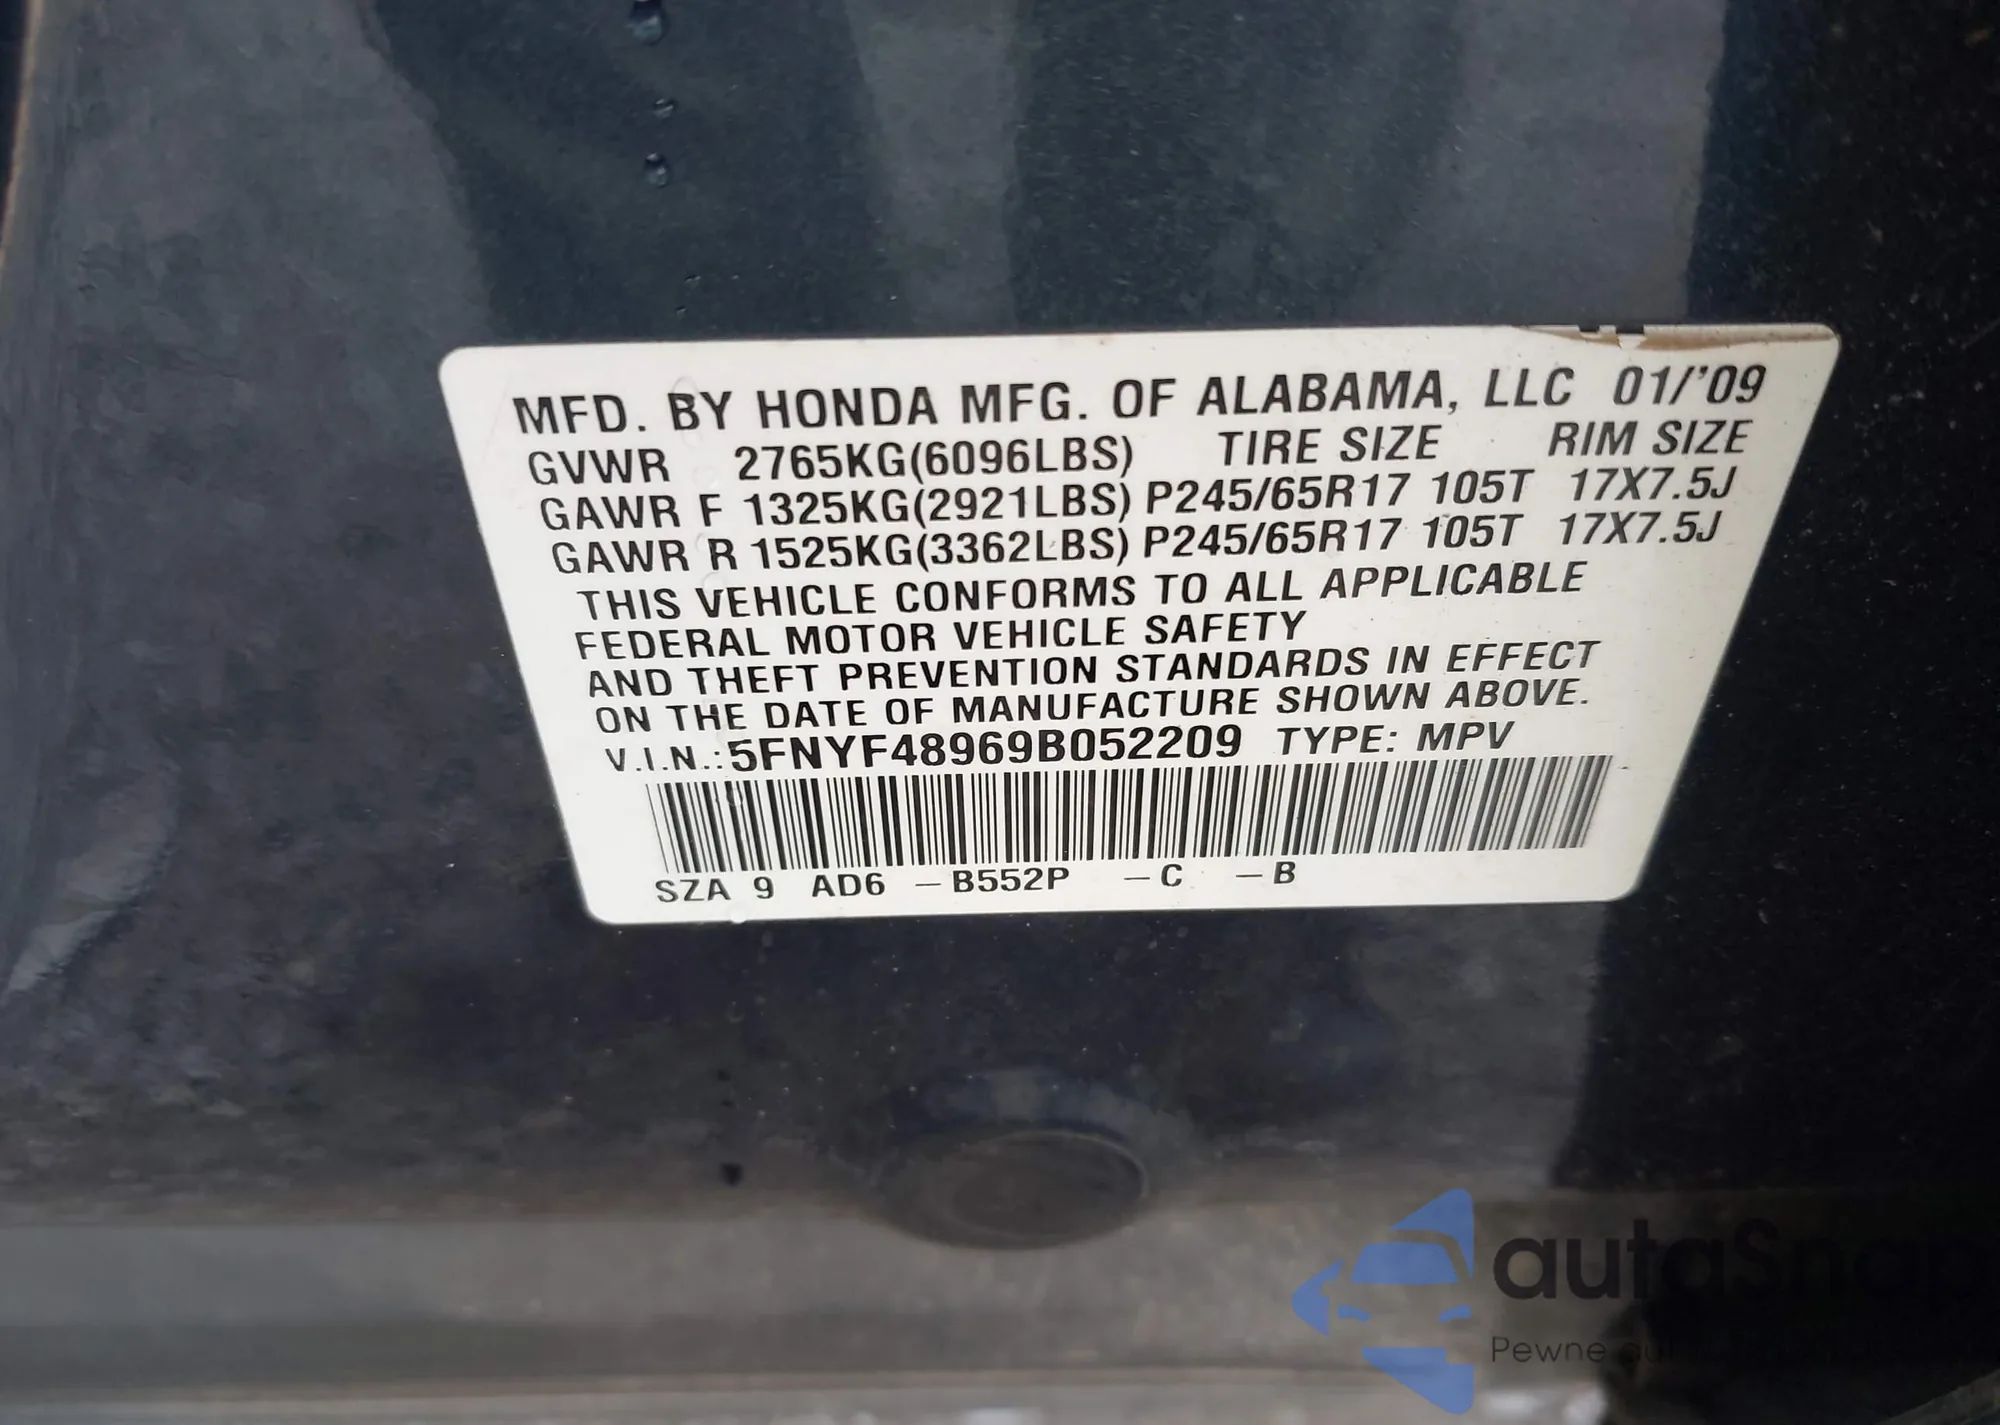 MFD. BY HONDA MFG. OF ALABAMA, LLC 01/'09
GVWR 2765KG(6096LBS) TIRE SIZE RIM SIZE
GAWR F 1325KG(2921LBS) P245/65R17 105T 17X7.5J
GAWR R 1525KG(3362LBS) P245/65R17 105T 17X7.5J
THIS VEHICLE CONFORMS TO ALL APPLICABLE
FEDERAL MOTOR VEHICLE SAFETY
AND THEFT PREVENTION STANDARDS IN EFFECT
ON THE DATE OF MANUFACTURE SHOWN ABOVE.
V.I.N.: 5FNYF48969B052209 TYPE: MPV
SZA 9 AD6 –B552P –C –B
autaSnap
Pewne